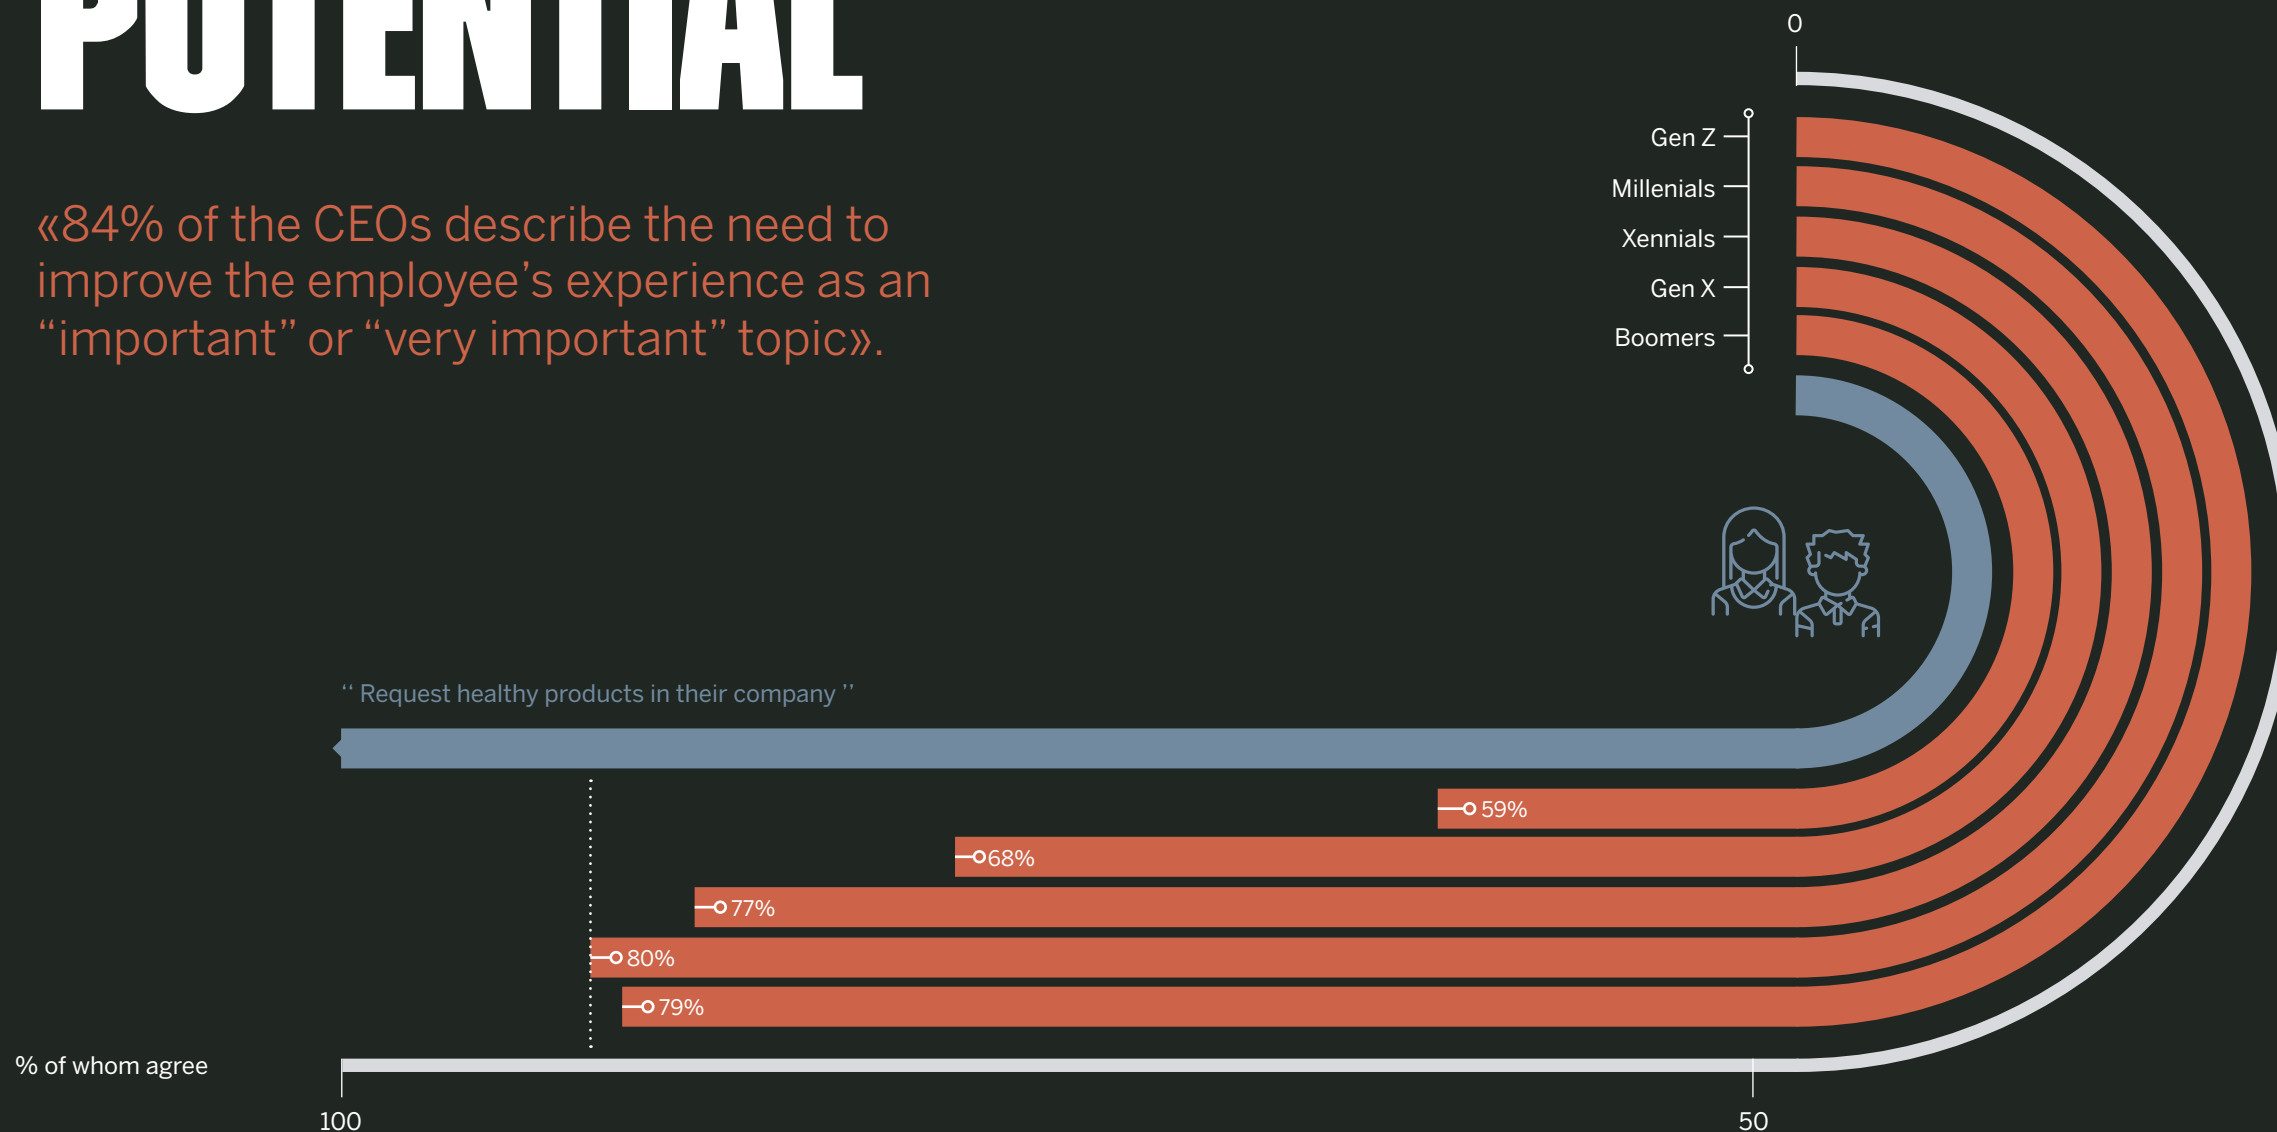 POTENTIAL
«84% of the CEOs describe the need to
improve the employee’s experience as an
“important” or “very important” topic».
0
Gen Z
Millenials
Xennials
Gen X
Boomers
“ Request healthy products in their company ”
59%
68%
77%
80%
79%
% of whom agree
100
50